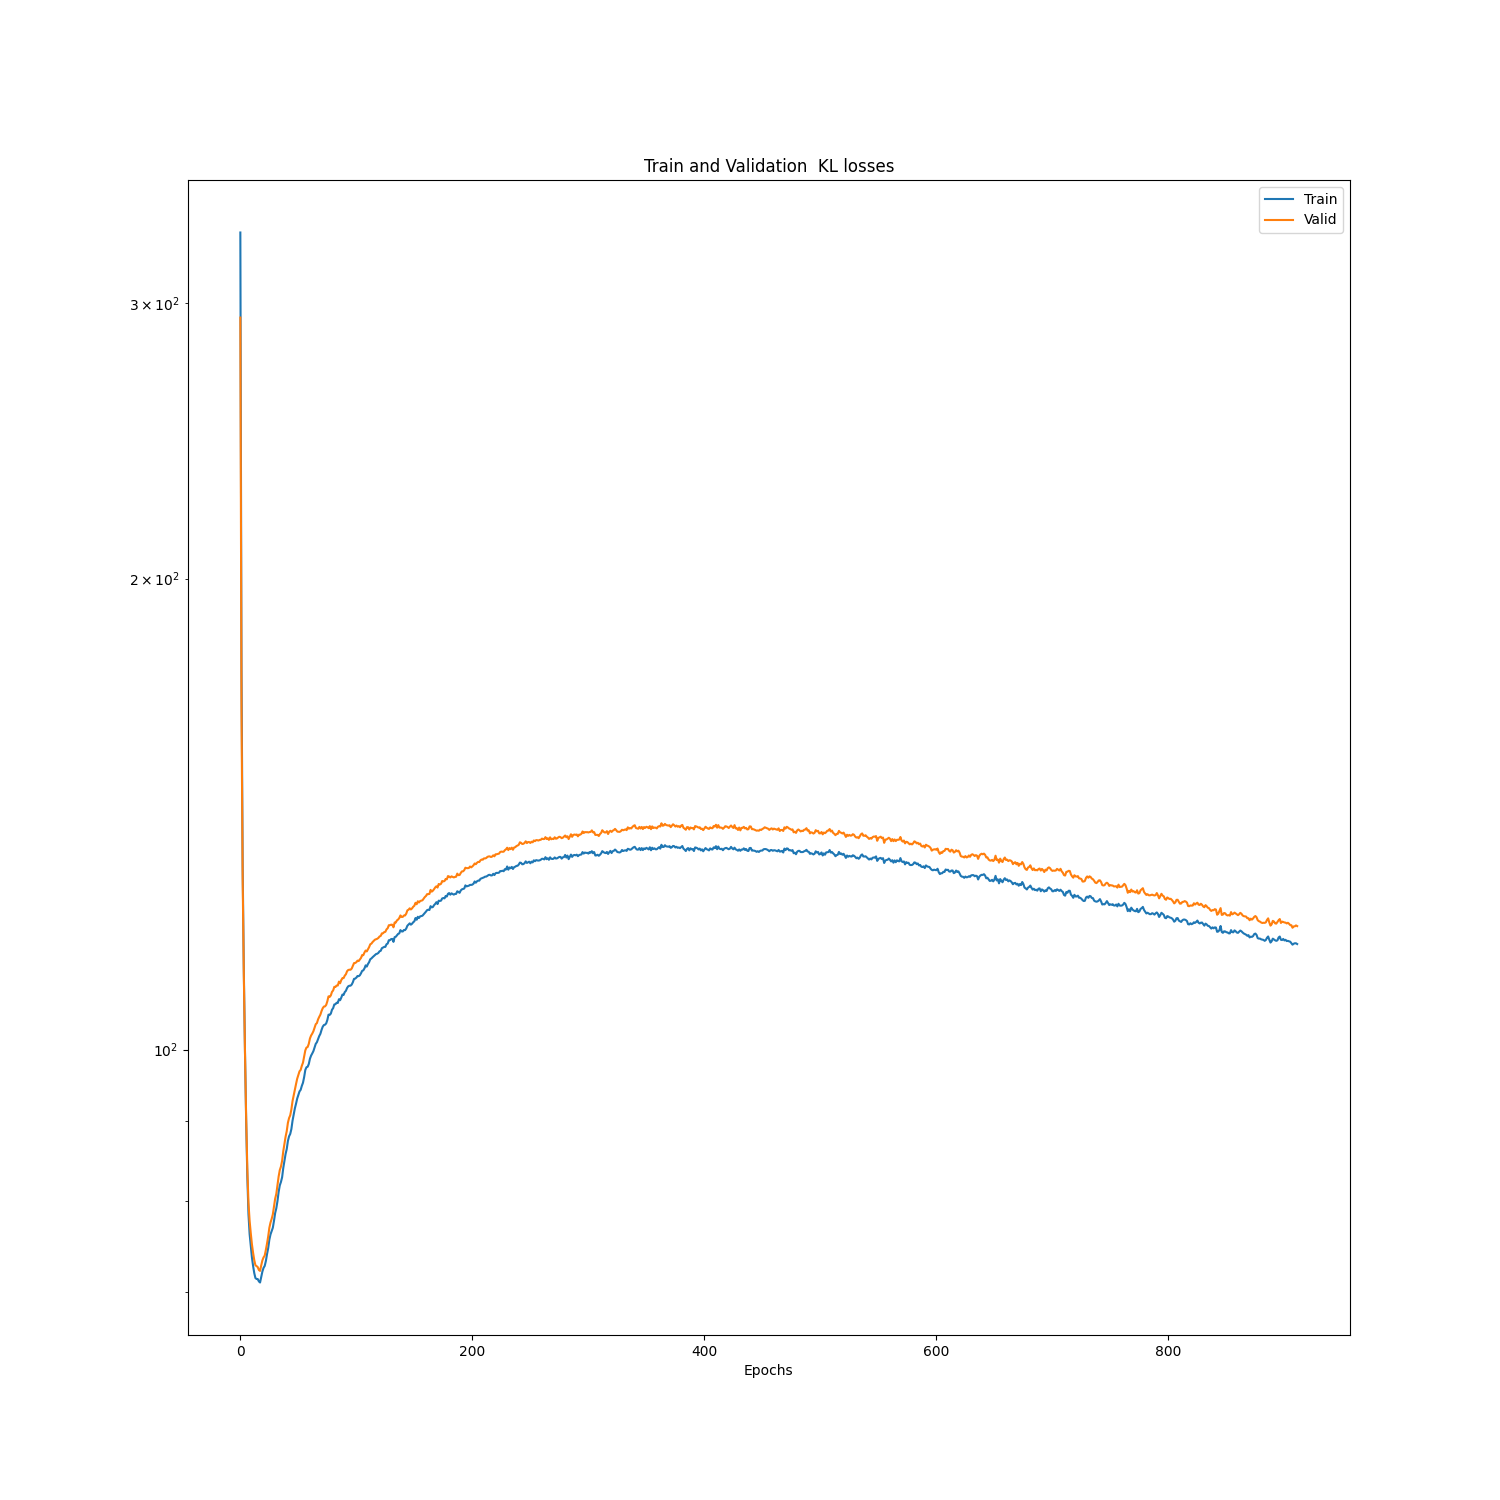 Train and Validation  KL losses
Train
Valid
3 × 10²
2 × 10²
10²
0 200 400 600 800
Epochs